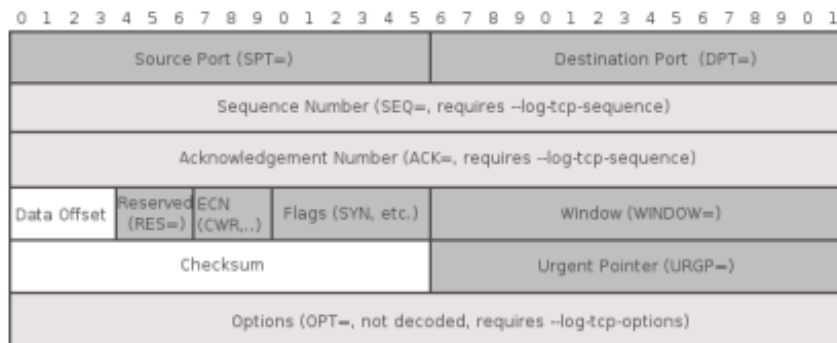 0 1 2 3 4 5 6 7 8 9 0 1 2 3 4 5 6 7 8 9 0 1 2 3 4 5 6 7 8 9 0 1
Source Port (SPT=) Destination Port (DPT=)
Sequence Number (SEQ=, requires --log-tcp-sequence)
Acknowledgement Number (ACK=, requires --log-tcp-sequence)
Data Offset Reserved (RES=) ECN (CWR,..) Flags (SYN, etc.) Window (WINDOW=)
Checksum Urgent Pointer (URGP=)
Options (OPT=, not decoded, requires --log-tcp-options)